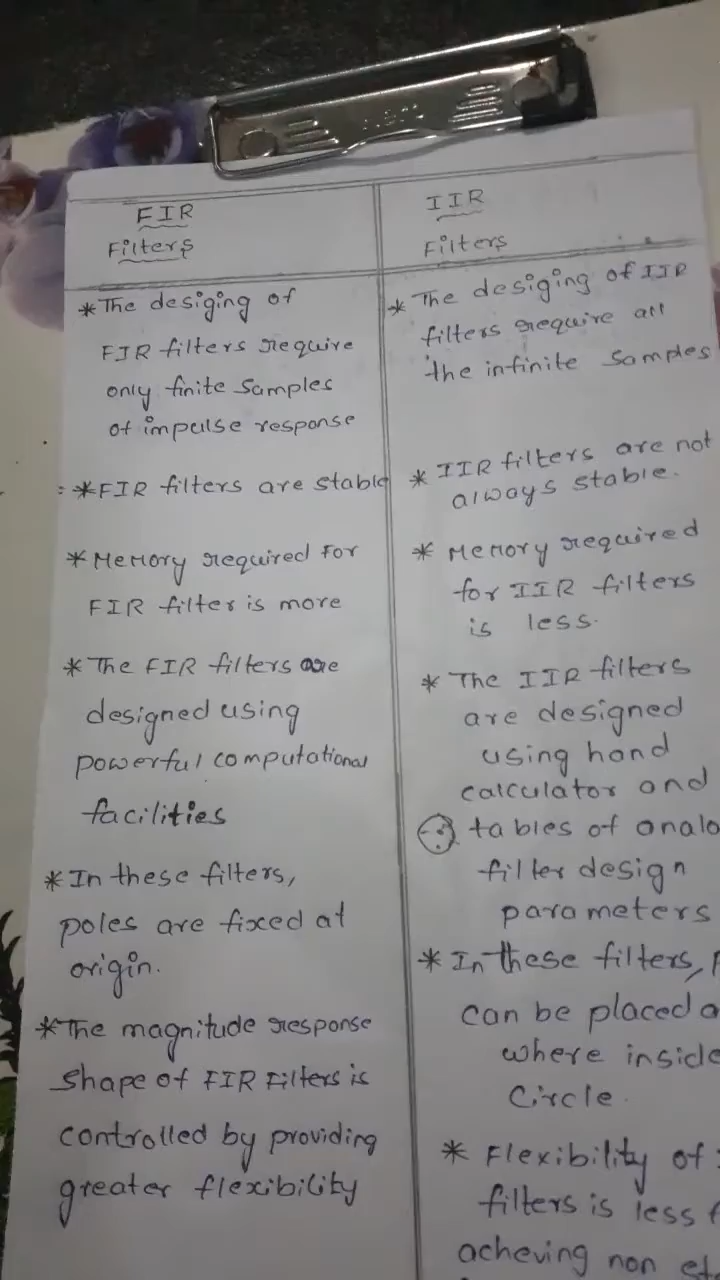 FIR
Filters
*The desiging of
FIR filters require
only finite samples
of impulse response
*FIR filters are stable
*Memory required For
FIR filter is more
*The FIR filters are
designed using
powerful computational
facilities
*In these filters,
poles are fixed at
origin.
*The magnitude response
shape of FIR Filters is
controlled by providing
greater flexibility
IIR
Filters
*The desiging of IIR
filters require all
the infinite samples
*IIR filters are not
always stable.
*Memory required
for IIR filters
is less.
*The IIR filters
are designed
using hand
calculator and
tables of analo
filter design
parameters
*In these filters,
can be placed a
where inside
circle.
*Flexibility of
filters is less
acheving non